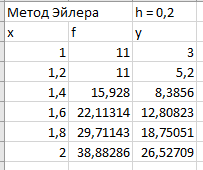 Метод Эйлера h = 0,2
x f y
1 11 3
1,2 11 5,2
1,4 15,928 8,3856
1,6 22,11314 12,80823
1,8 29,71143 18,75051
2 38,88286 26,52709